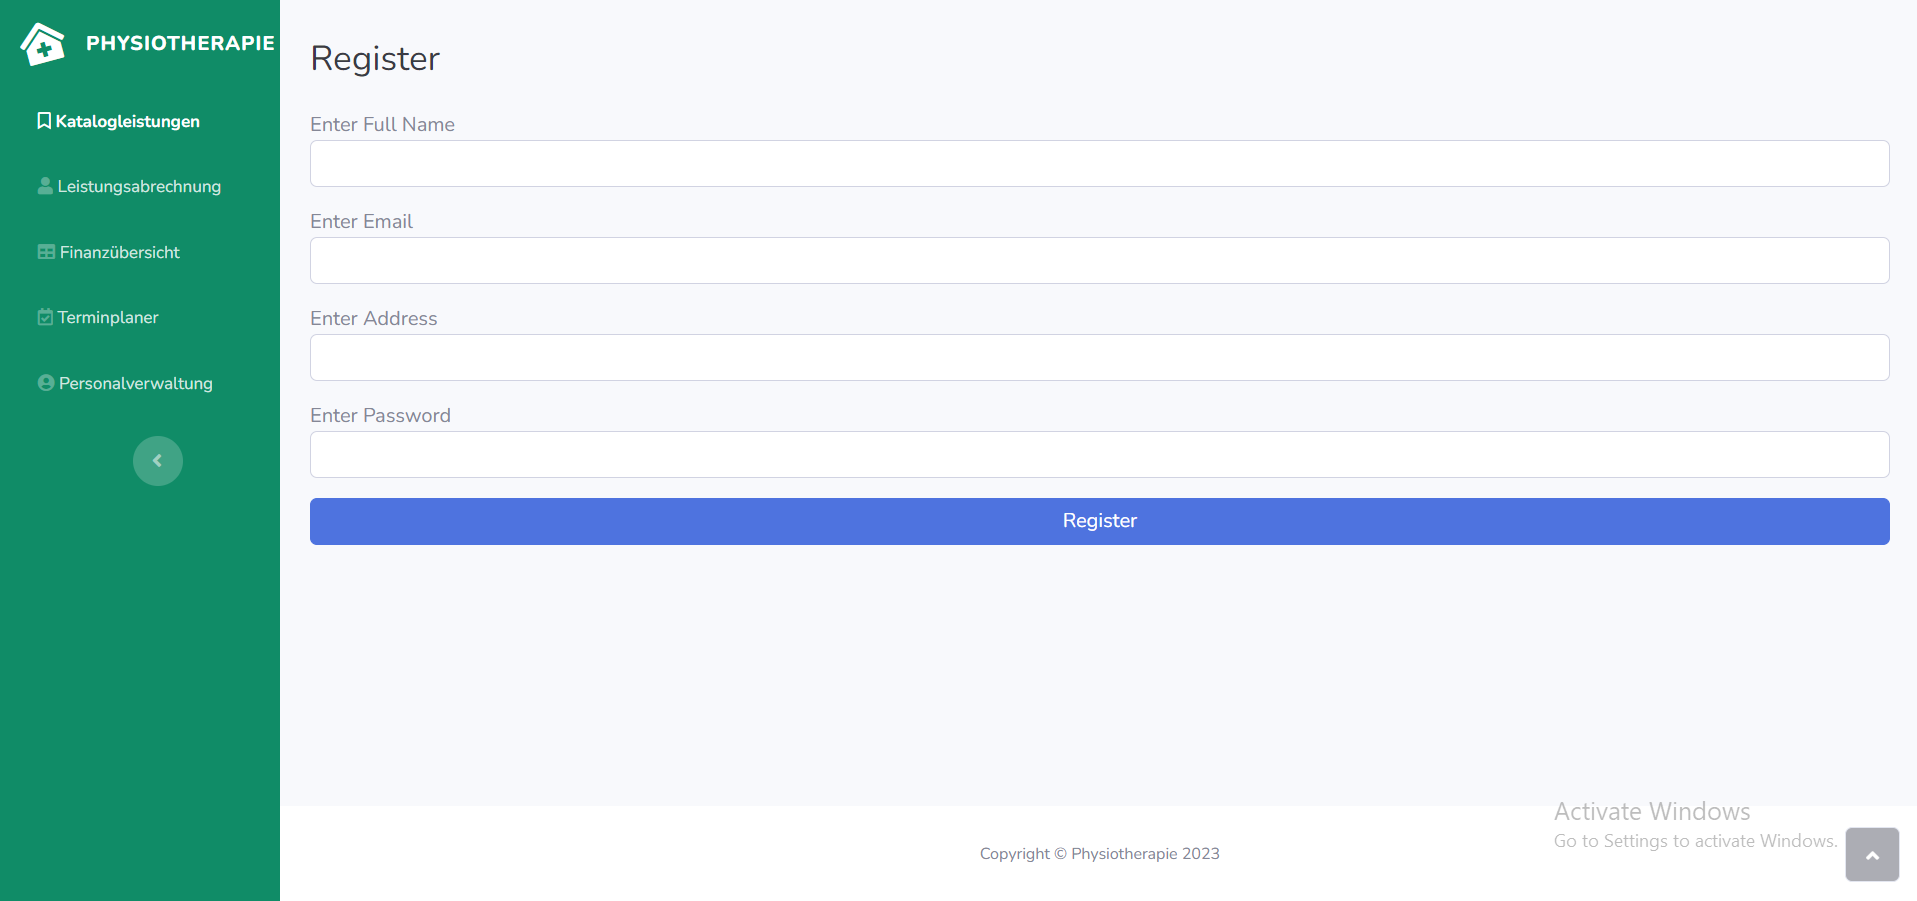 PHYSIOTHERAPIE
Katalogleistungen
Leistungsabrechnung
Finanzübersicht
Terminplaner
Personalverwaltung
Register
Enter Full Name
Enter Email
Enter Address
Enter Password
Register
Copyright © Physiotherapie 2023
Activate Windows
Go to Settings to activate Windows.